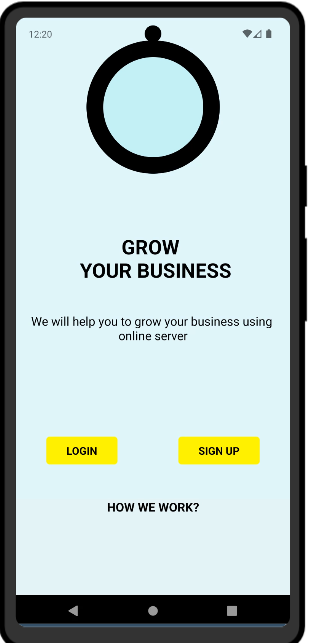 12:20
GROW
YOUR BUSINESS
We will help you to grow your business using
online server
LOGIN SIGN UP
HOW WE WORK?